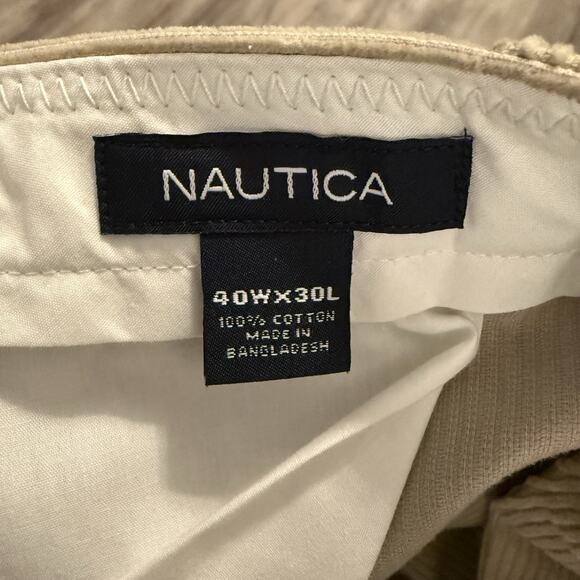 NAUTICA
40WX30L
100% COTTON
MADE IN
BANGLADESH